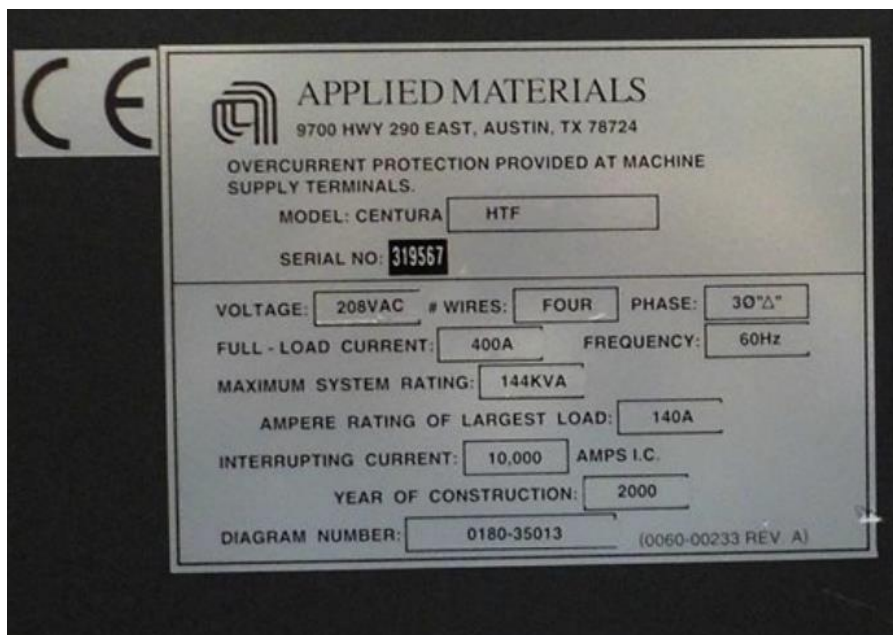 CE
APPLIED MATERIALS
9700 HWY 290 EAST, AUSTIN, TX 78724
OVERCURRENT PROTECTION PROVIDED AT MACHINE
SUPPLY TERMINALS.
MODEL: CENTURA HTF
SERIAL NO: 319567
VOLTAGE: 208VAC # WIRES: FOUR PHASE: 3Ø"△"
FULL - LOAD CURRENT: 400A FREQUENCY: 60Hz
MAXIMUM SYSTEM RATING: 144KVA
AMPERE RATING OF LARGEST LOAD: 140A
INTERRUPTING CURRENT: 10,000 AMPS I.C.
YEAR OF CONSTRUCTION: 2000
DIAGRAM NUMBER: 0180-35013 (0060-00233 REV A)